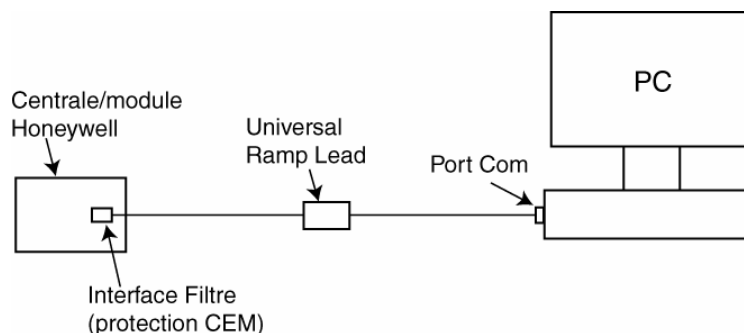 Centrale/module
Honeywell
Universal
Ramp Lead
Port Com
PC
Interface Filtre
(protection CEM)